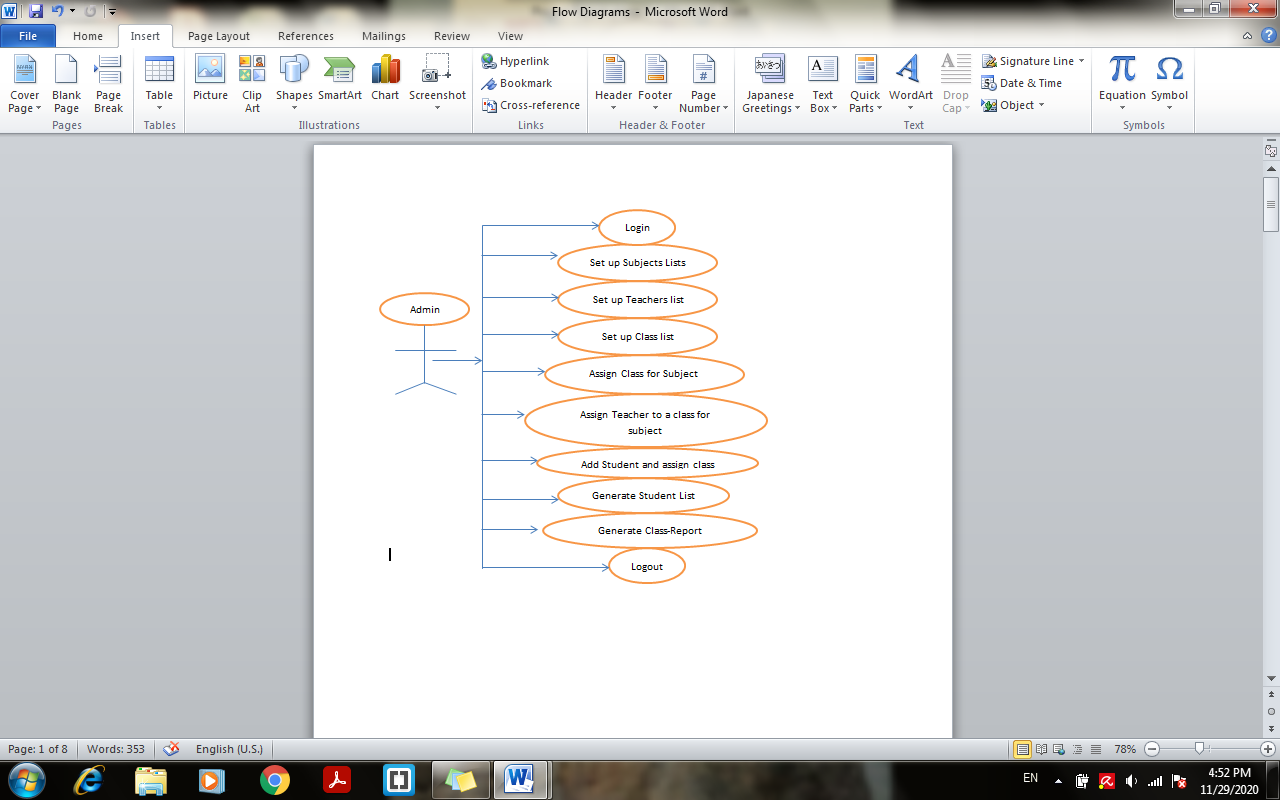 Flow Diagrams - Microsoft Word
File Home Insert Page Layout References Mailings Review View
Cover Page
Blank Page
Page Break
Pages
Table
Tables
Picture
Clip Art
Shapes
SmartArt
Chart
Screenshot
Illustrations
Hyperlink
Bookmark
Cross-reference
Links
Header
Footer
Page Number
Header & Footer
Japanese Greetings
Text Box
Quick Parts
WordArt
Drop Cap
Signature Line
Date & Time
Object
Text
Equation
Symbol
Symbols
Login
Set up Subjects Lists
Set up Teachers list
Admin
Set up Class list
Assign Class for Subject
Assign Teacher to a class for
subject
Add Student and assign class
Generate Student List
Generate Class-Report
Logout
Page: 1 of 8 Words: 353 English (U.S.) 78%
EN
4:52 PM
11/29/2020